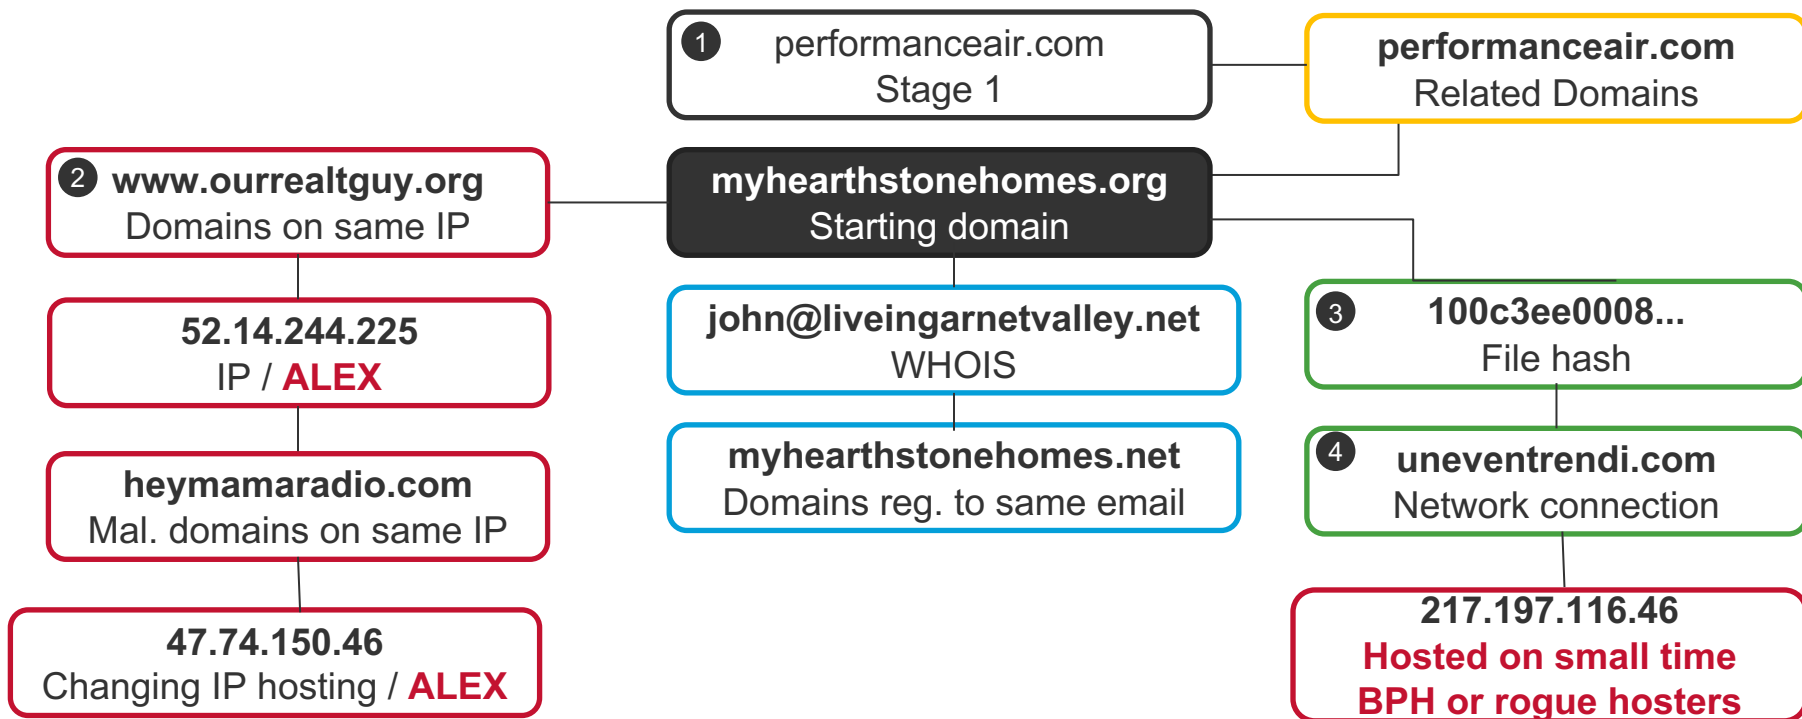 1
performanceair.com
Stage 1
performanceair.com
Related Domains
2
www.ourrealtguy.org
Domains on same IP
myhearthstonehomes.org
Starting domain
52.14.244.225
IP / ALEX
john@liveingarnetvalley.net
WHOIS
3
100c3ee0008...
File hash
heymamaradio.com
Mal. domains on same IP
myhearthstonehomes.net
Domains reg. to same email
4
uneventrendi.com
Network connection
47.74.150.46
Changing IP hosting / ALEX
217.197.116.46
Hosted on small time
BPH or rogue hosters